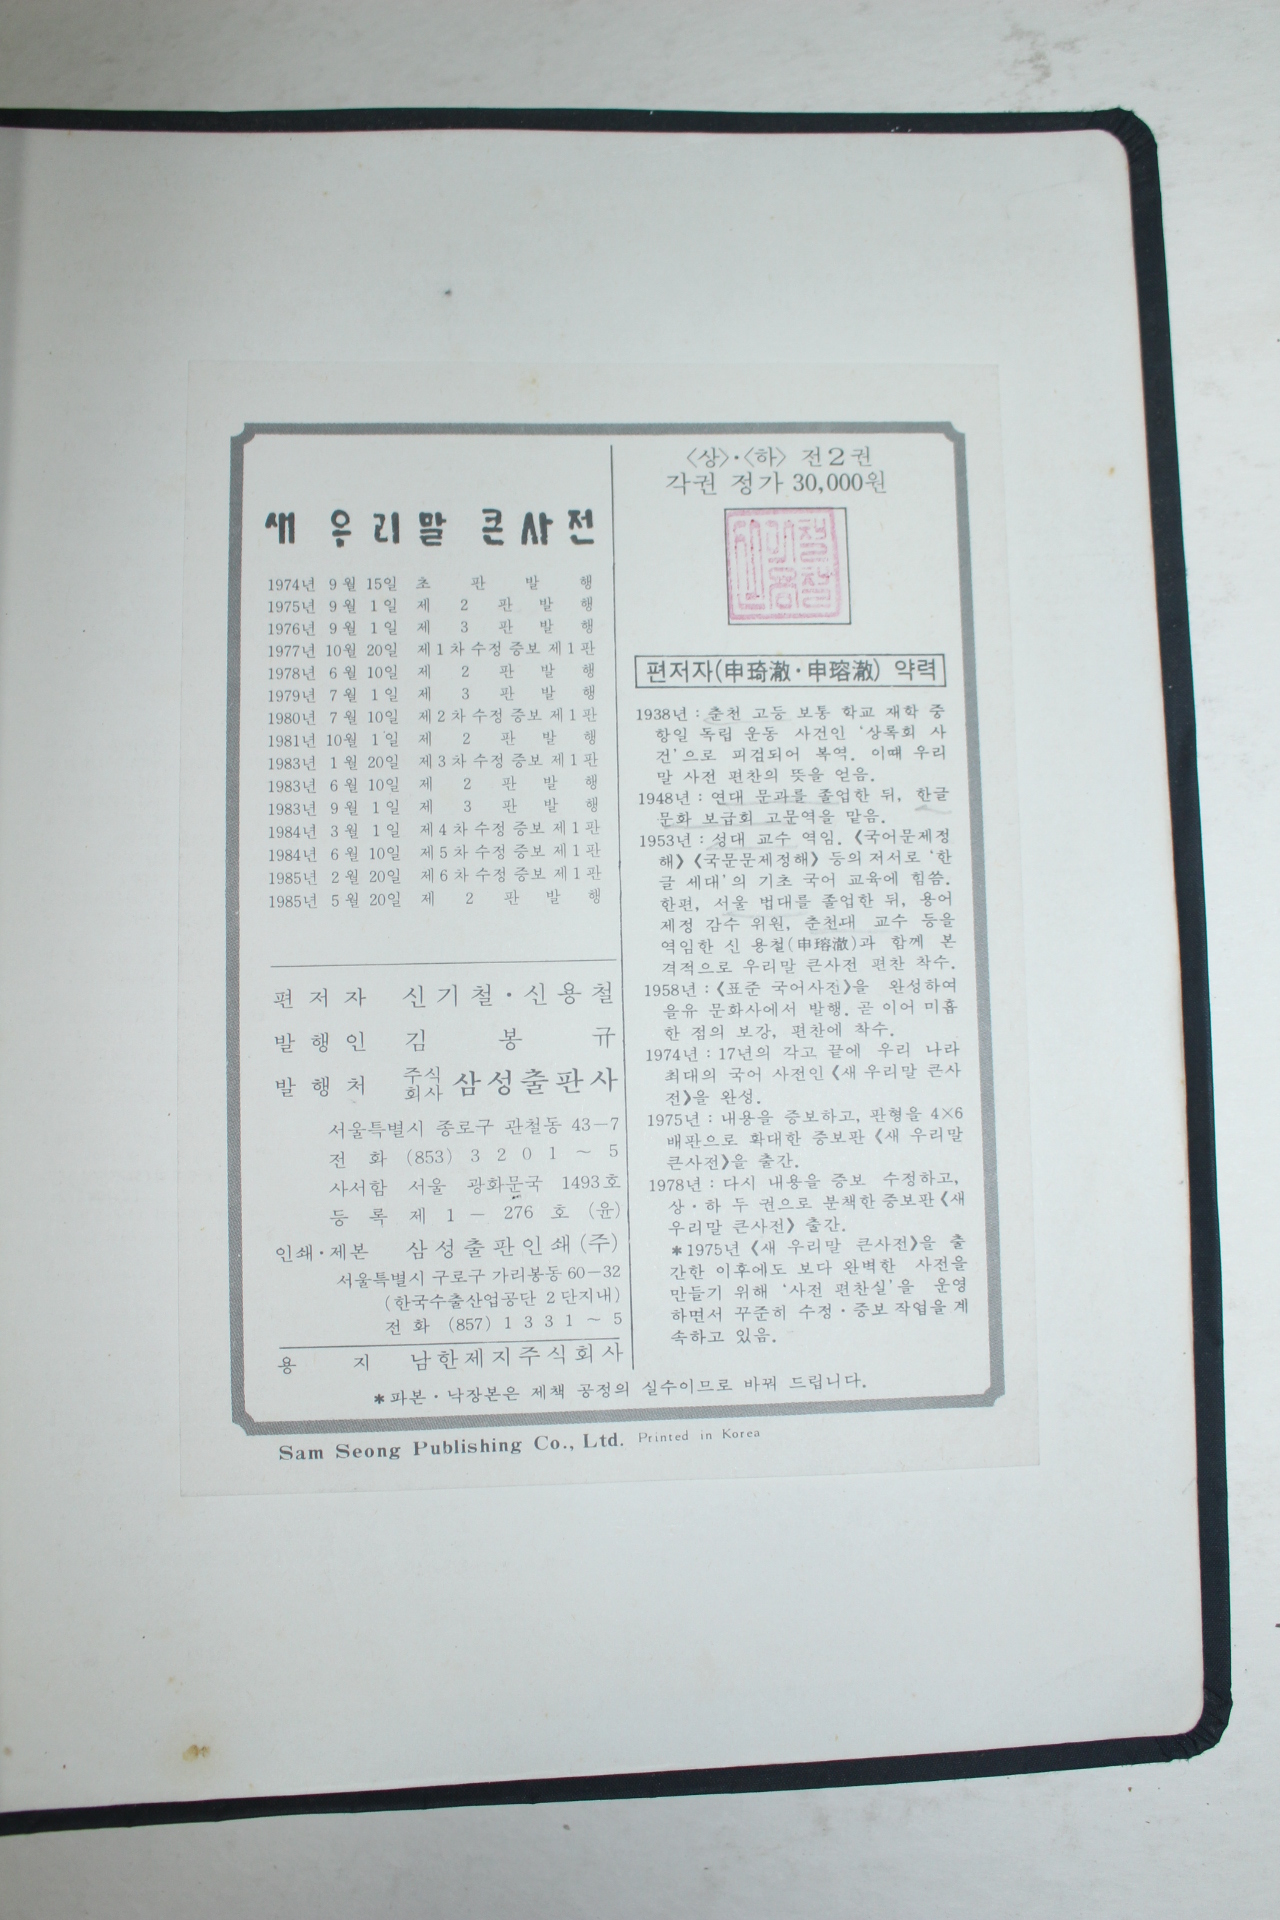 새 우리말 큰사전
1974년 9월 15일 초 판 발 행
1975년 9월 1일 제 2 판 발 행
1976년 9월 1일 제 3 판 발 행
1977년 10월 20일 제1차 수정 증보 제1판
1978년 6월 10일 제 2 판 발 행
1979년 7월 1일 제 3 판 발 행
1980년 7월 10일 제2차 수정 증보 제1판
1981년 10월 1일 제 2 판 발 행
1983년 1월 20일 제3차 수정 증보 제1판
1983년 6월 10일 제 2 판 발 행
1983년 9월 1일 제 3 판 발 행
1984년 3월 1일 제4차 수정 증보 제1판
1984년 6월 10일 제5차 수정 증보 제1판
1985년 2월 20일 제6차 수정 증보 제1판
1985년 5월 20일 제 2 판 발 행
편 저 자 신기철·신용철
발 행 인 김 봉 규
발 행 처 주식회사 삼성출판사
서울특별시 종로구 관철동 43-7
전 화 (853) 3 2 0 1 ~ 5
사서함 서울 광화문국 1493호
등 록 제 1 - 276 호 (윤)
인쇄·제본 삼성출판인쇄(주)
서울특별시 구로구 가리봉동 60-32
(한국수출산업공단 2단지내)
전 화 (857) 1 3 3 1 ~ 5
용 지 남한제지주식회사
〈상〉·〈하〉 전2권
각권 정가 30,000원
편저자(申琦澈·申瑢澈) 약력
1938년 : 춘천 고등 보통 학교 재학 중
항일 독립 운동 사건인 '상록회 사
건'으로 피검되어 복역. 이때 우리
말 사전 편찬의 뜻을 얻음.
1948년 : 연대 문과를 졸업한 뒤, 한글
문화 보급회 고문역을 맡음.
1953년 : 성대 교수 역임. 《국어문제정
해》《국문문제정해》 등의 저서로 '한
글 세대'의 기초 국어 교육에 힘씀.
한편, 서울 법대를 졸업한 뒤, 용어
제정 감수 위원, 춘천대 교수 등을
역임한 신 용철(申瑢澈)과 함께 본
격적으로 우리말 큰사전 편찬 착수.
1958년 : 《표준 국어사전》을 완성하여
을유 문화사에서 발행. 곧 이어 미흡
한 점의 보강, 편찬에 착수.
1974년 : 17년의 각고 끝에 우리 나라
최대의 국어 사전인 《새 우리말 큰사
전》을 완성.
1975년 : 내용을 증보하고, 판형을 4×6
배판으로 확대한 증보판 《새 우리말
큰사전》을 출간.
1978년 : 다시 내용을 증보 수정하고,
상·하 두 권으로 분책한 증보판 《새
우리말 큰사전》 출간.
*1975년 《새 우리말 큰사전》을 출
간한 이후에도 보다 완벽한 사전을
만들기 위해 '사전 편찬실'을 운영
하면서 꾸준히 수정·증보 작업을 계
속하고 있음.
*파본·낙장본은 제책 공정의 실수이므로 바꿔 드립니다.
Sam Seong Publishing Co., Ltd. Printed in Korea